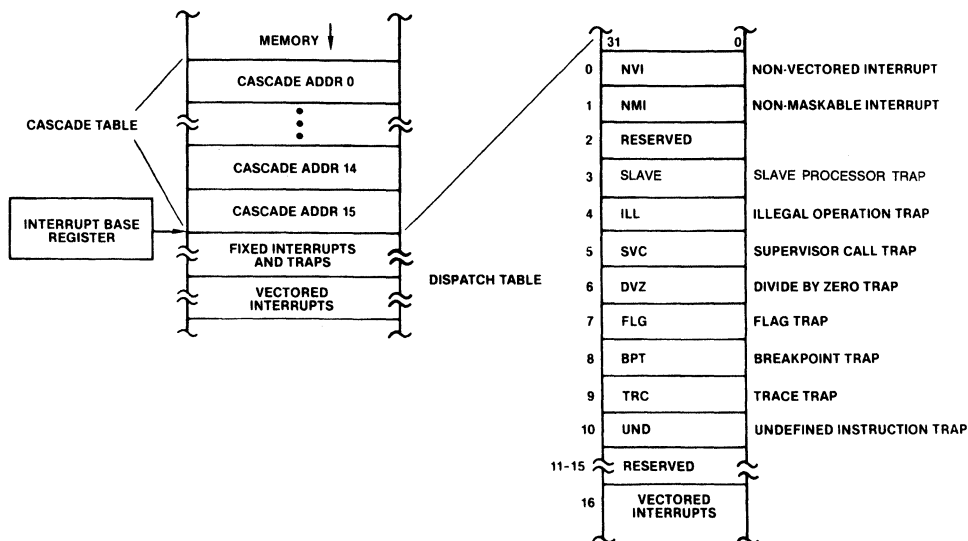 MEMORY
CASCADE ADDR 0
CASCADE TABLE
CASCADE ADDR 14
CASCADE ADDR 15
INTERRUPT BASE
REGISTER
FIXED INTERRUPTS
AND TRAPS
VECTORED
INTERRUPTS
DISPATCH TABLE
31 0
0 NVI NON-VECTORED INTERRUPT
1 NMI NON-MASKABLE INTERRUPT
2 RESERVED
3 SLAVE SLAVE PROCESSOR TRAP
4 ILL ILLEGAL OPERATION TRAP
5 SVC SUPERVISOR CALL TRAP
6 DVZ DIVIDE BY ZERO TRAP
7 FLG FLAG TRAP
8 BPT BREAKPOINT TRAP
9 TRC TRACE TRAP
10 UND UNDEFINED INSTRUCTION TRAP
11-15 RESERVED
16 VECTORED
INTERRUPTS